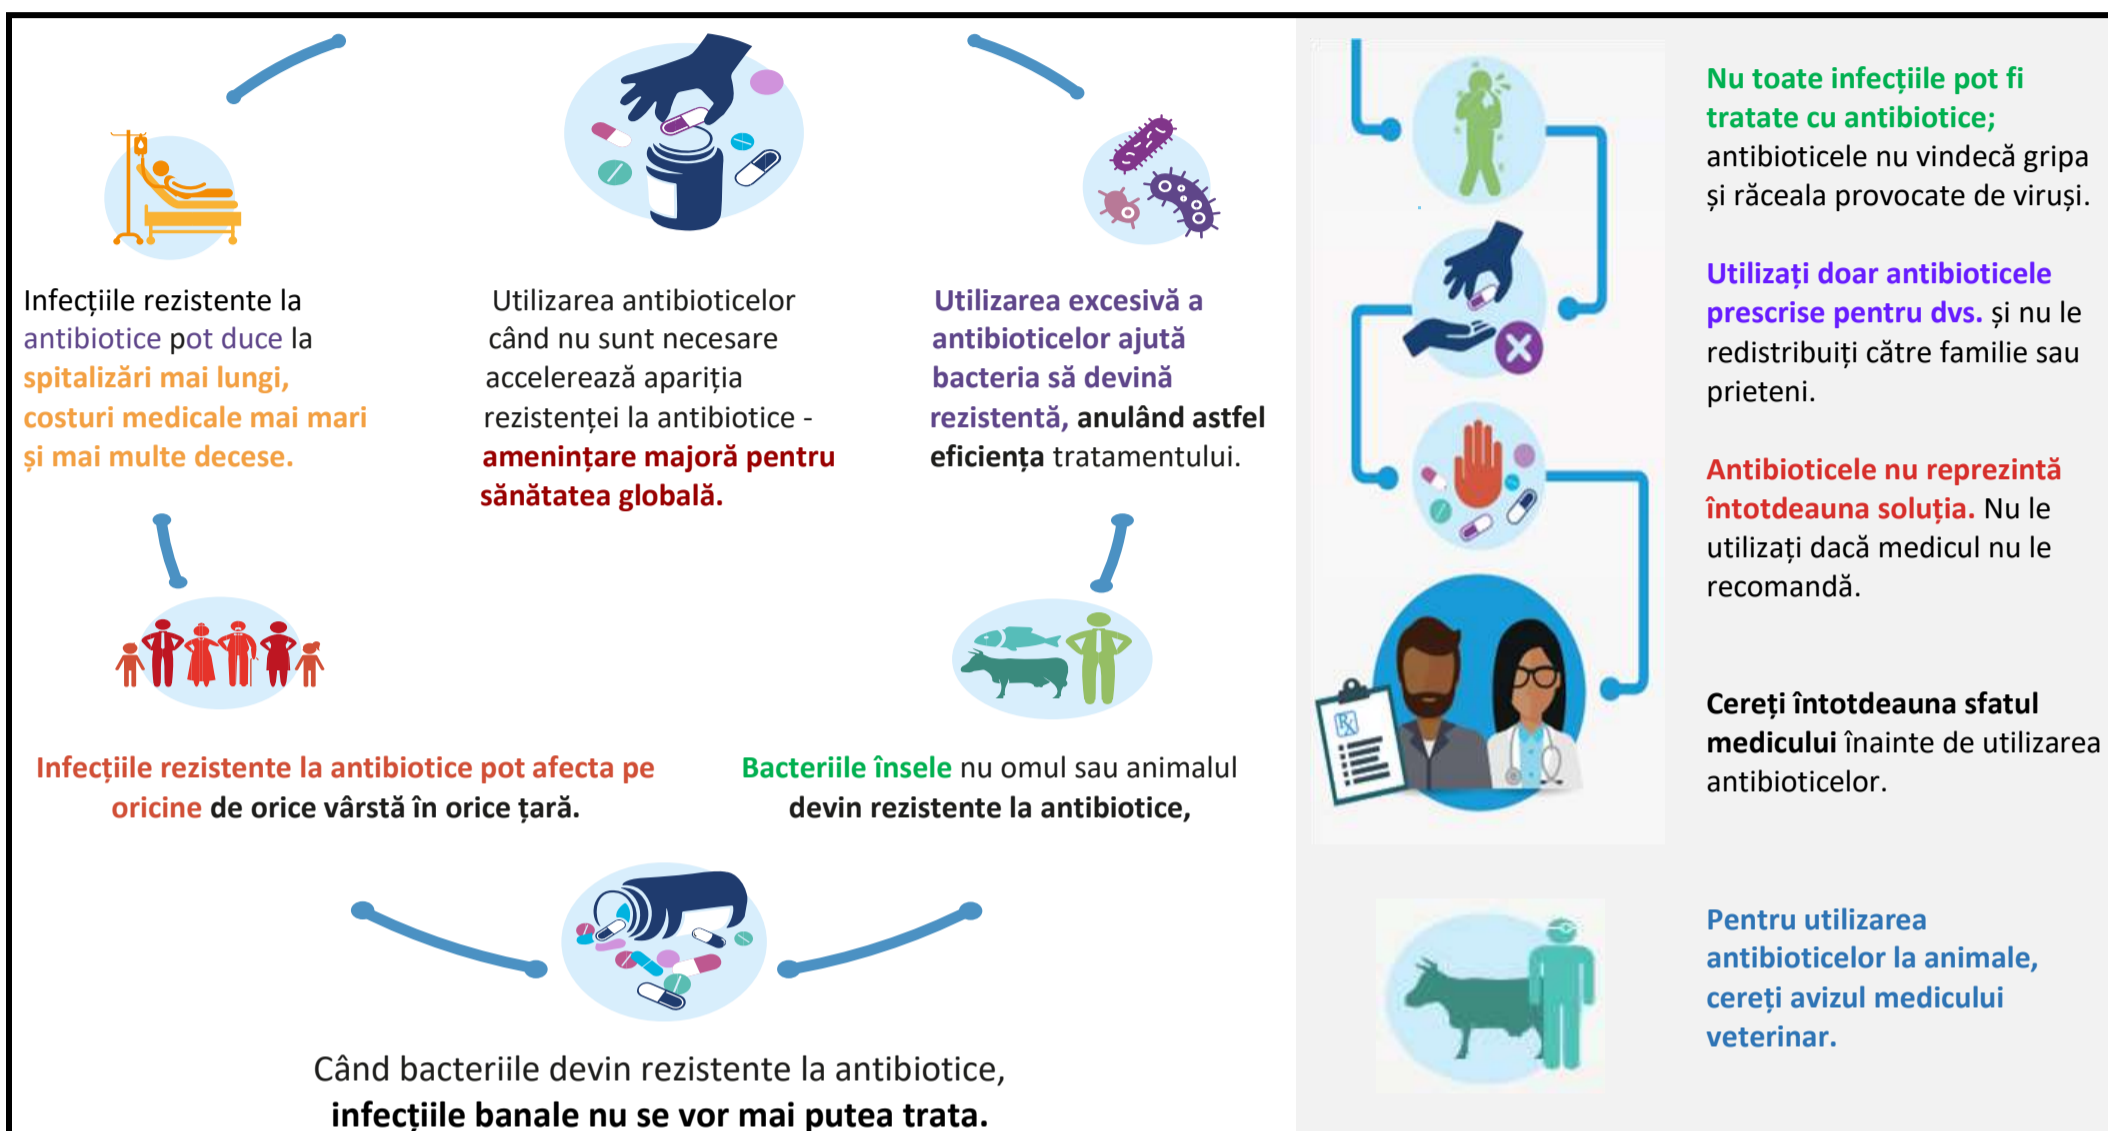 Infecțiile rezistente la
antibiotice pot duce la
spitalizări mai lungi,
costuri medicale mai mari
și mai multe decese.
Utilizarea antibioticelor
când nu sunt necesare
accelerează apariția
rezistenței la antibiotice -
amenințare majoră pentru
sănătatea globală.
Utilizarea excesivă a
antibioticelor ajută
bacteria să devină
rezistentă, anulând astfel
eficiența tratamentului.
Infecțiile rezistente la antibiotice pot afecta pe
oricine de orice vârstă în orice țară.
Bacteriile însele nu omul sau animalul
devin rezistente la antibiotice,
Când bacteriile devin rezistente la antibiotice,
infecțiile banale nu se vor mai putea trata.
Nu toate infecțiile pot fi
tratate cu antibiotice;
antibioticele nu vindecă gripa
și răceala provocate de viruși.
Utilizați doar antibioticele
prescrise pentru dvs. și nu le
redistribuiți către familie sau
prieteni.
Antibioticele nu reprezintă
întotdeauna soluția. Nu le
utilizați dacă medicul nu le
recomandă.
Rx
Cereți întotdeauna sfatul
medicului înainte de utilizarea
antibioticelor.
Pentru utilizarea
antibioticelor la animale,
cereți avizul medicului
veterinar.